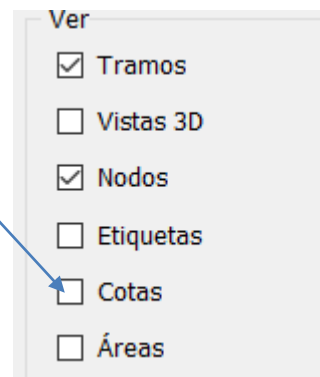 Ver
Tramos
Vistas 3D
Nodos
Etiquetas
Cotas
Áreas